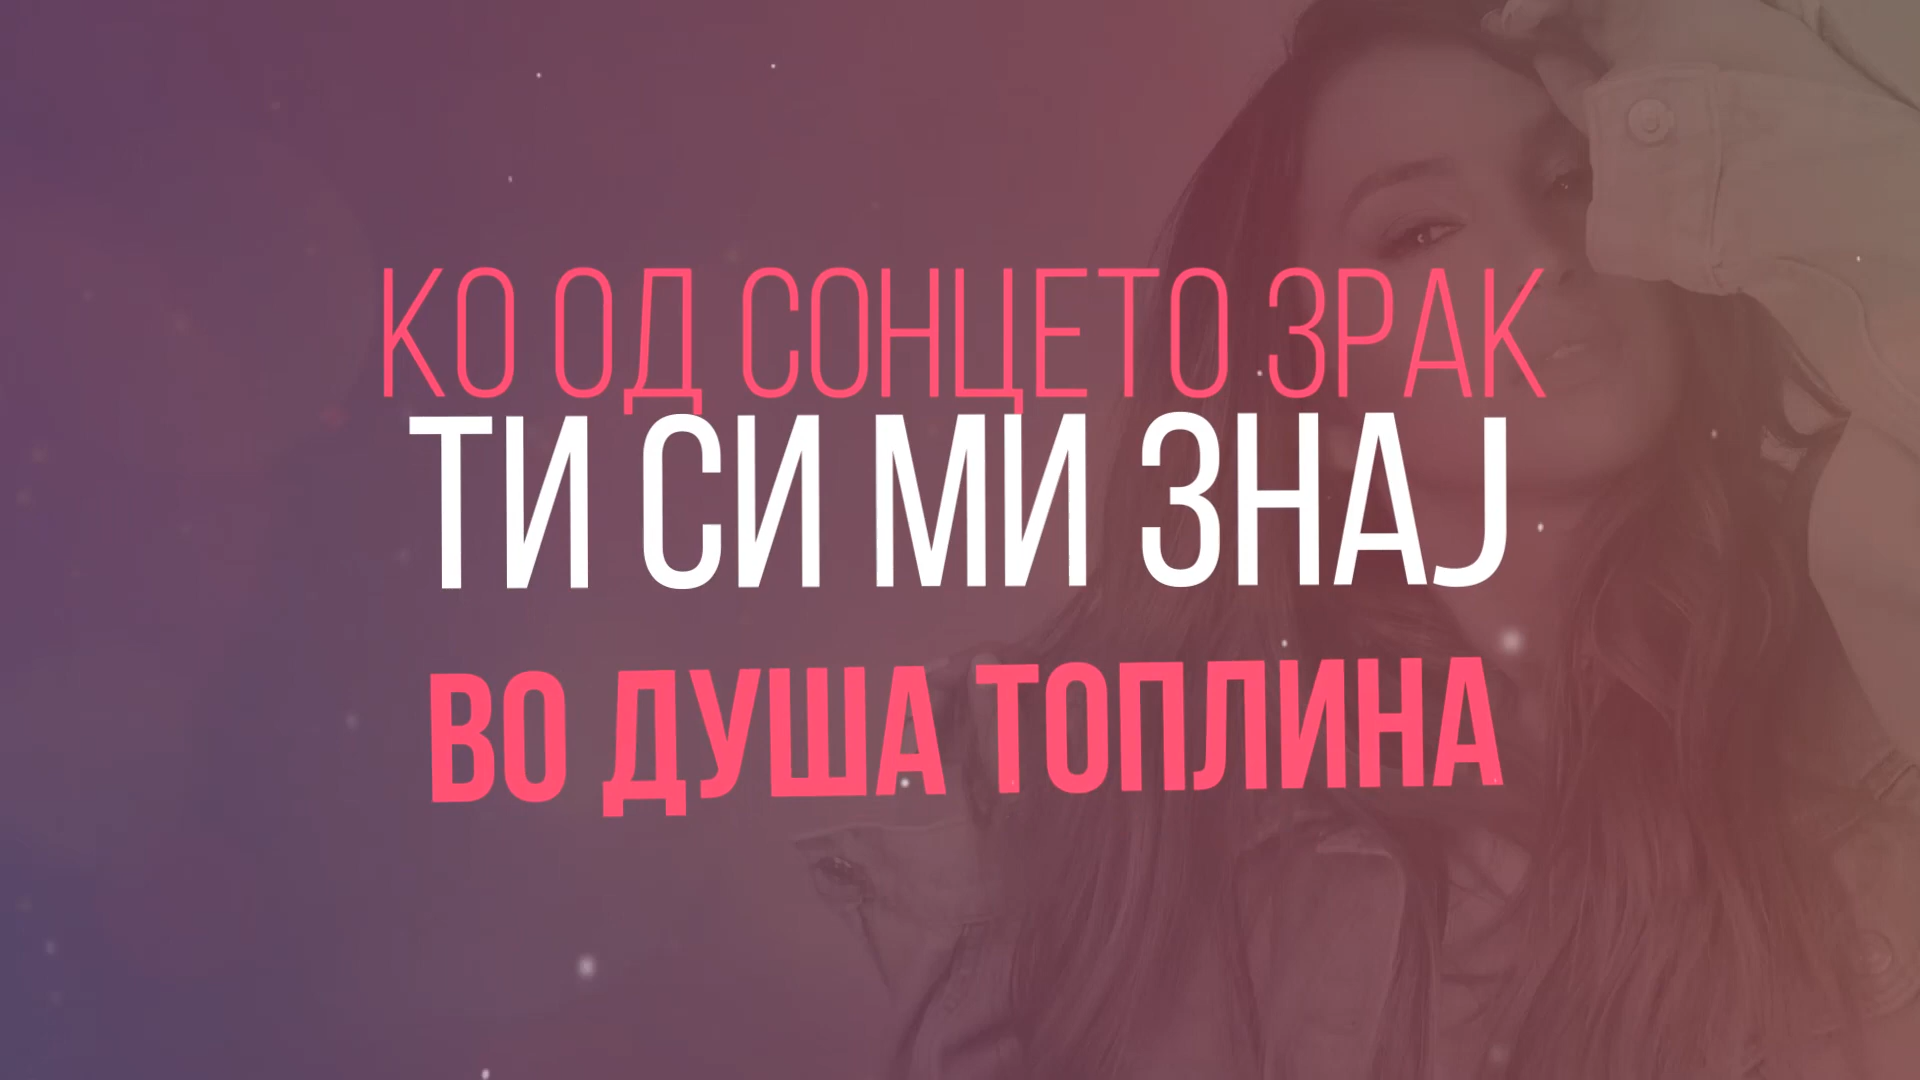 КО ОД СОНЦЕТО ЗРАК
ТИ СИ МИ ЗНАЈ
ВО ДУША ТОПЛИНА